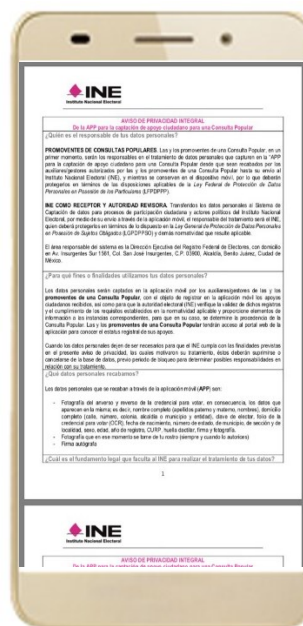 INE
Instituto Nacional Electoral
AVISO DE PRIVACIDAD INTEGRAL
De la APP para la captación de apoyo ciudadano para una Consulta Popular
¿Quién es el responsable de tus datos personales?
PROMOVENTES DE CONSULTAS POPULARES. Las y los promoventes de una Consulta Popular, en un
primer momento, serán los responsables en el tratamiento de datos personales que capturen en la "APP
para la captación de apoyo ciudadano para una Consulta Popular desde que sean recabados por los
auxiliares/gestores autorizados por las y los promoventes de una Consulta Popular hasta su envío al
Instituto Nacional Electoral (INE), y mientras se conserven en el dispositivo móvil, por lo que deberán
protegerlos en términos de las disposiciones aplicables de la Ley Federal de Protección de Datos
Personales en Posesión de los Particulares (LFPDPPP).
INE COMO RECEPTOR Y AUTORIDAD REVISORA. Transferidos los datos personales al Sistema de
Captación de datos para procesos de participación ciudadana y actores políticos del Instituto Nacional
Electoral, por medio de su envío a través de la aplicación móvil, el responsable del tratamiento será el INE,
quien deberá protegerlos en términos de lo dispuesto en la Ley General de Protección de Datos Personales
en Posesión de Sujetos Obligados (LGPDPPSO) y demás normatividad que resulte aplicable.
El área responsable del sistema es la Dirección Ejecutiva del Registro Federal de Electores, con domicilio
en Av. Insurgentes Sur 1561, Col. San José Insurgentes, C.P. 03900, Alcaldía, Benito Juárez, Ciudad de
México.
¿Para qué fines o finalidades utilizamos tus datos personales?
Los datos personales serán captados en la aplicación móvil por los auxiliares/gestores de las y los
promoventes de una Consulta Popular, con el objeto de registrar en la aplicación móvil los apoyos
ciudadanos recibidos, así como para que la autoridad electoral (INE) verifique la validez de dichos registros
y el cumplimiento de los requisitos establecidos en la normatividad aplicable y proporcione elementos de
información a las instancias correspondientes, para que en su caso, se determine la procedencia de la
Consulta Popular. Las y los promoventes de una Consulta Popular tendrán acceso al portal web de la
aplicación para conocer el estatus registral de sus apoyos.
Cuando los datos personales dejen de ser necesarios para que el INE cumpla con las finalidades previstas
en el presente aviso de privacidad, las cuales motivaron su tratamiento, éstos deberán suprimirse o
cancelarse de la base de datos, previo periodo de bloqueo para determinar posibles responsabilidades en
relación con su tratamiento.
¿Qué datos personales recabamos?
Los datos personales que se recaban a través de la aplicación móvil (APP) son:
- Fotografía del anverso y reverso de la credencial para votar, en consecuencia, los datos que
aparecen en la misma; es decir, nombre completo (apellidos paterno y materno, nombres), domicilio
completo (calle, número, colonia, alcaldía o municipio y entidad), clave de elector, folio de la
credencial para votar (OCR), fecha de nacimiento, número de estado, de municipio, de sección y de
localidad, sexo, edad, año de registro, CURP, huella dactilar, firma y fotografía.
- Fotografía que en ese momento se tome de tu rostro (siempre y cuando lo autorices)
- Firma autógrafa
¿Cuál es el fundamento legal que faculta al INE para realizar el tratamiento de tus datos?
1
INE
Instituto Nacional Electoral
AVISO DE PRIVACIDAD INTEGRAL
De la APP para la captación de apoyo ciudadano para una Consulta Popular